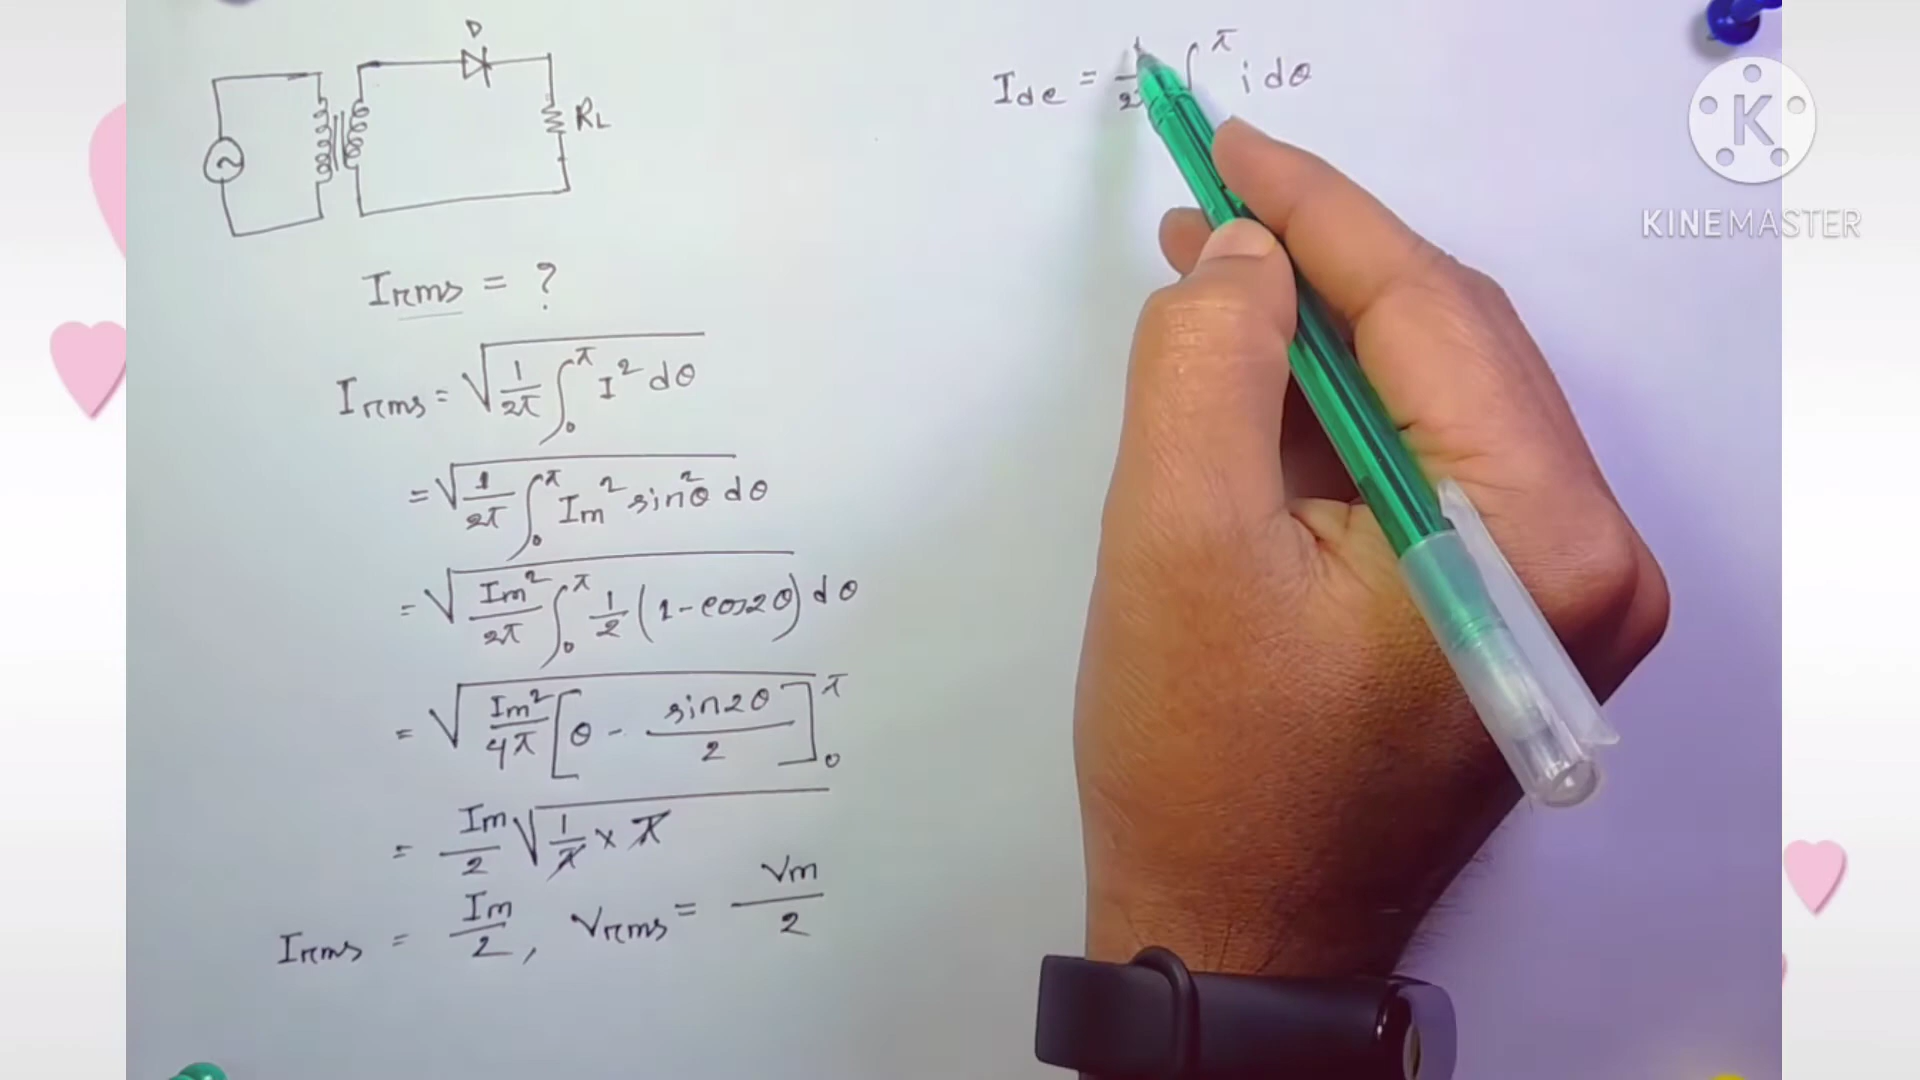 D
RL
Irms = ?
Irms = √(1/2π ∫₀^π I² dθ)
= √(1/2π ∫₀^π Im² sin²θ dθ)
= √(Im²/2π ∫₀^π 1/2 (1 - cos2θ) dθ)
= √(Im²/4π [θ - sin2θ/2]₀^π)
= Im/2 √(1/π × π)
Irms = Im/2, Vrms = Vm/2
Idc = 1/2 ∫^π i dθ
K
KINEMASTER